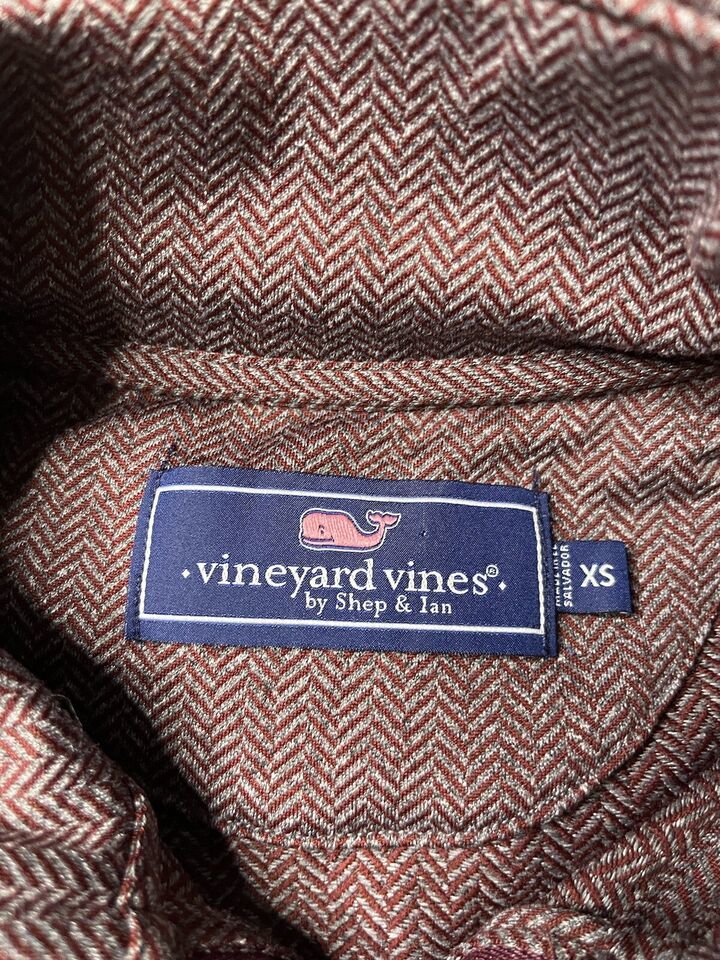 · vineyard vines® ·
by Shep & Ian
XS
SALVADOR